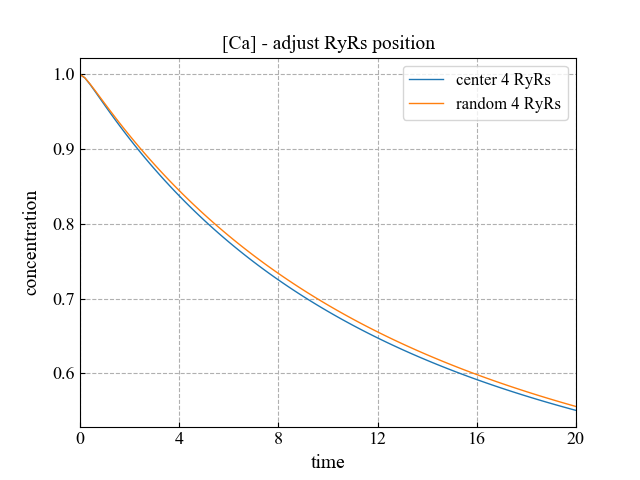 [Ca] - adjust RyRs position
center 4 RyRs
random 4 RyRs
1.0
0.9
0.8
0.7
0.6
concentration
0
4
8
12
16
20
time